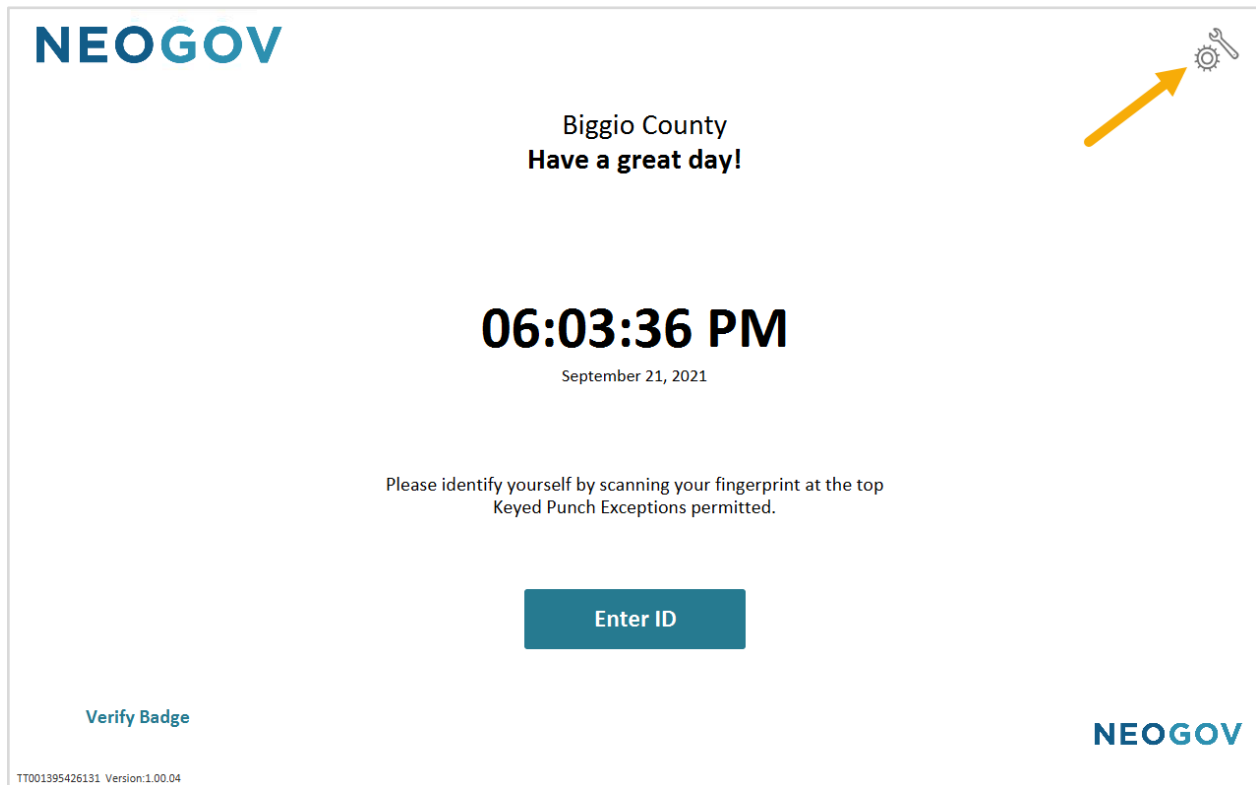 NEOGOV
Biggio County
Have a great day!
06:03:36 PM
September 21, 2021
Please identify yourself by scanning your fingerprint at the top
Keyed Punch Exceptions permitted.
Enter ID
Verify Badge
NEOGOV
TT001395426131 Version:1.00.04